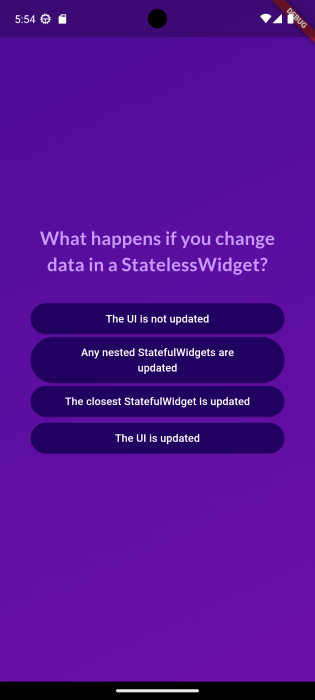 5:54
DEBUG
What happens if you change
data in a StatelessWidget?
The UI is not updated
Any nested StatefulWidgets are
updated
The closest StatefulWidget is updated
The UI is updated